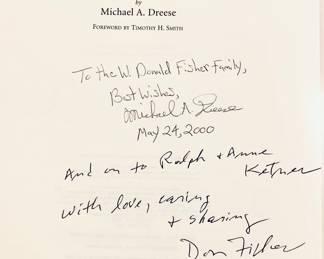 by
Michael A. Dreese
FOREWORD BY TIMOTHY H. SMITH
To the W. Donald Fisher Family,
Best Wishes,
Michael A. Dreese
May 24, 2000
And on to Ralph + Anne
Ketner
with love, caring
+ sharing
Don Fisher